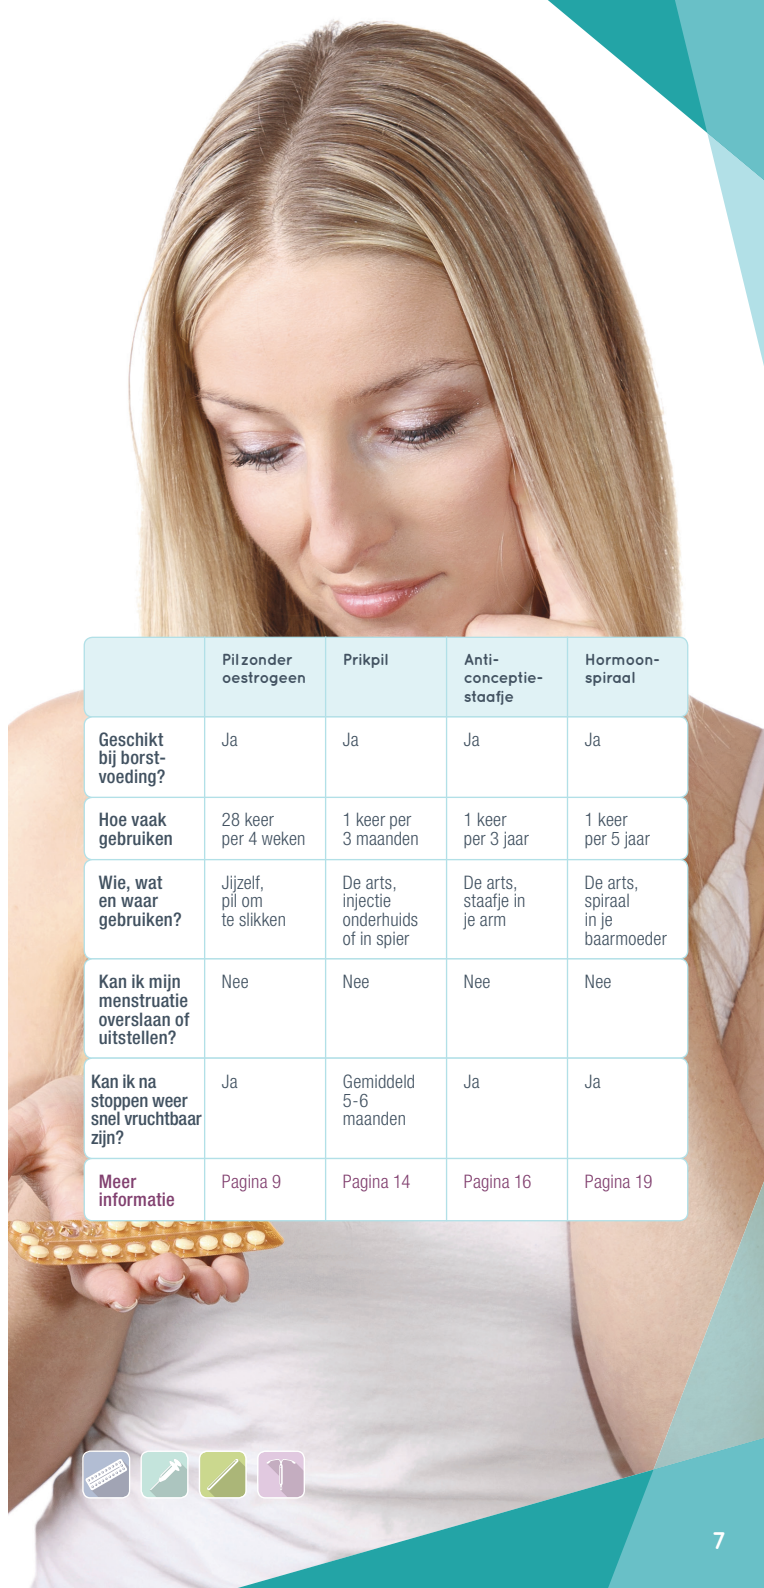 Pil zonder
oestrogeen
Prikpil
Anti-
conceptie-
staafje
Hormoon-
spiraal
Geschikt
bij borst-
voeding?
Ja
Ja
Ja
Ja
Hoe vaak
gebruiken
28 keer
per 4 weken
1 keer per
3 maanden
1 keer
per 3 jaar
1 keer
per 5 jaar
Wie, wat
en waar
gebruiken?
Jijzelf,
pil om
te slikken
De arts,
injectie
onderhuids
of in spier
De arts,
staafje in
je arm
De arts,
spiraal
in je
baarmoeder
Kan ik mijn
menstruatie
overslaan of
uitstellen?
Nee
Nee
Nee
Nee
Kan ik na
stoppen weer
snel vruchtbaar
zijn?
Ja
Gemiddeld
5-6
maanden
Ja
Ja
Meer
informatie
Pagina 9
Pagina 14
Pagina 16
Pagina 19
7